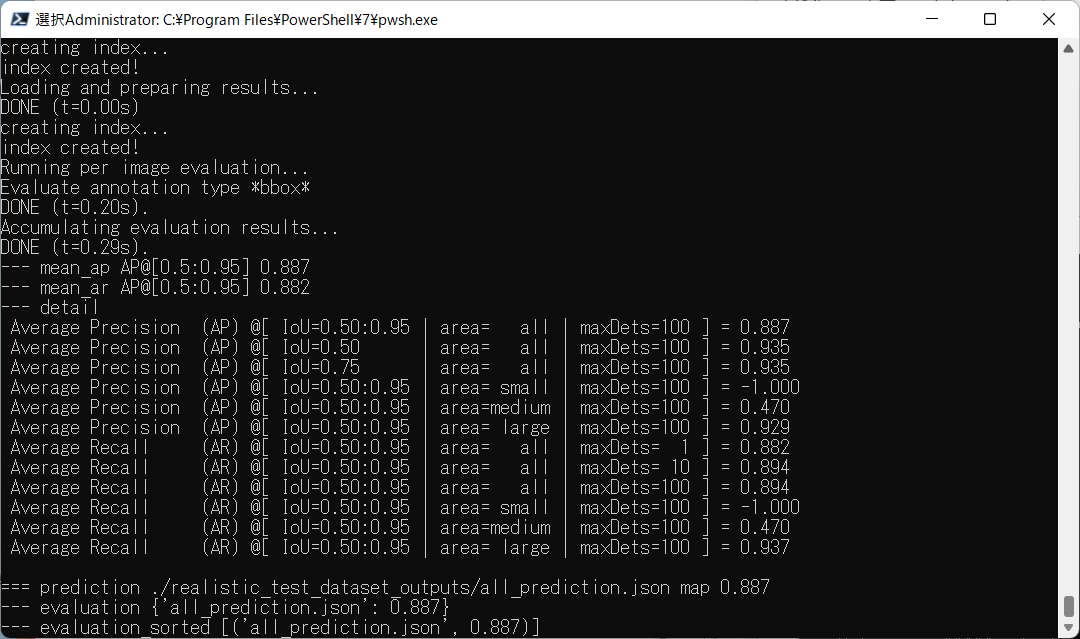 選択Administrator: C:¥Program Files¥PowerShell¥7¥pwsh.exe
creating index...
index created!
Loading and preparing results...
DONE (t=0.00s)
creating index...
index created!
Running per image evaluation...
Evaluate annotation type *bbox*
DONE (t=0.20s).
Accumulating evaluation results...
DONE (t=0.29s).
--- mean_ap AP@[0.5:0.95] 0.887
--- mean_ar AP@[0.5:0.95] 0.882
--- detail
 Average Precision  (AP) @[ IoU=0.50:0.95 | area=   all | maxDets=100 ] = 0.887
 Average Precision  (AP) @[ IoU=0.50      | area=   all | maxDets=100 ] = 0.935
 Average Precision  (AP) @[ IoU=0.75      | area=   all | maxDets=100 ] = 0.935
 Average Precision  (AP) @[ IoU=0.50:0.95 | area= small | maxDets=100 ] = -1.000
 Average Precision  (AP) @[ IoU=0.50:0.95 | area=medium | maxDets=100 ] = 0.470
 Average Precision  (AP) @[ IoU=0.50:0.95 | area= large | maxDets=100 ] = 0.929
 Average Recall     (AR) @[ IoU=0.50:0.95 | area=   all | maxDets=  1 ] = 0.882
 Average Recall     (AR) @[ IoU=0.50:0.95 | area=   all | maxDets= 10 ] = 0.894
 Average Recall     (AR) @[ IoU=0.50:0.95 | area=   all | maxDets=100 ] = 0.894
 Average Recall     (AR) @[ IoU=0.50:0.95 | area= small | maxDets=100 ] = -1.000
 Average Recall     (AR) @[ IoU=0.50:0.95 | area=medium | maxDets=100 ] = 0.470
 Average Recall     (AR) @[ IoU=0.50:0.95 | area= large | maxDets=100 ] = 0.937
=== prediction ./realistic_test_dataset_outputs/all_prediction.json map 0.887
--- evaluation {'all_prediction.json': 0.887}
--- evaluation_sorted [('all_prediction.json', 0.887)]